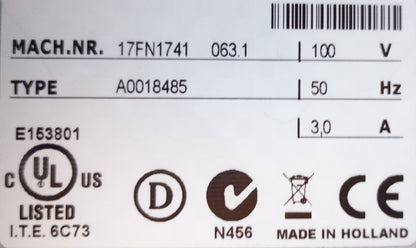 MACH.NR. 17FN1741 063.1 100 V
TYPE A0018485 50 Hz
3,0 A
E153801
C UL US
LISTED
I.T.E. 6C73
D
N456
MADE IN HOLLAND
CE